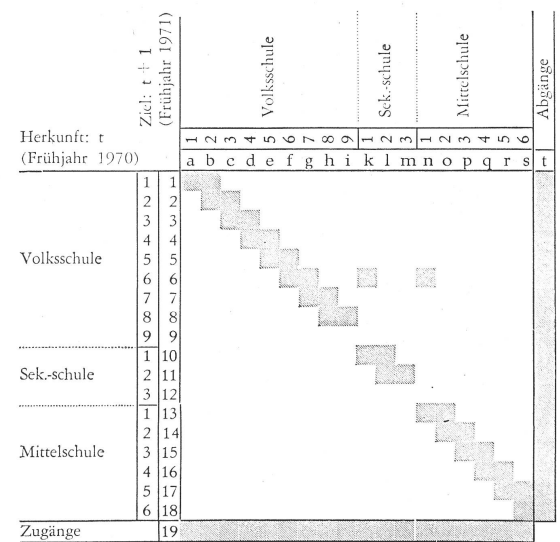 Ziel: t + 1
(Frühjahr 1971)
Volksschule
Sek.-schule
Mittelschule
Abgänge
Herkunft: t
(Frühjahr 1970)
1 2 3 4 5 6 7 8 9 1 2 3 1 2 3 4 5 6
a b c d e f g h i k l m n o p q r s t
1 1
2 2
3 3
4 4
Volksschule 5 5
6 6
7 7
8 8
9 9
1 10
Sek.-schule 2 11
3 12
1 13
2 14
Mittelschule 3 15
4 16
5 17
6 18
Zugänge 19